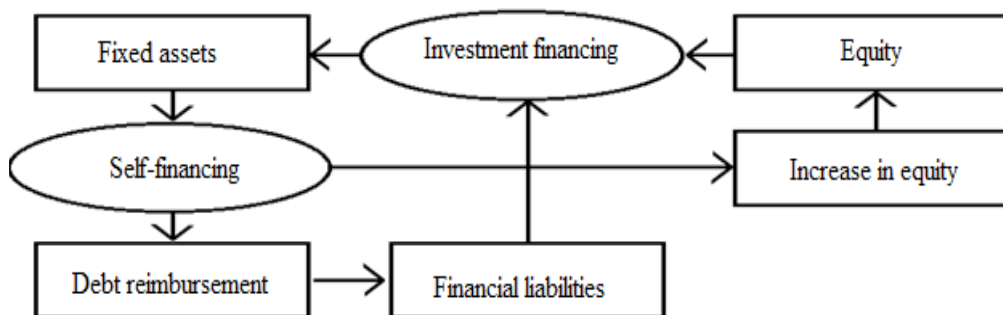 Fixed assets
Investment financing
Equity
Self-financing
Increase in equity
Debt reimbursement
Financial liabilities